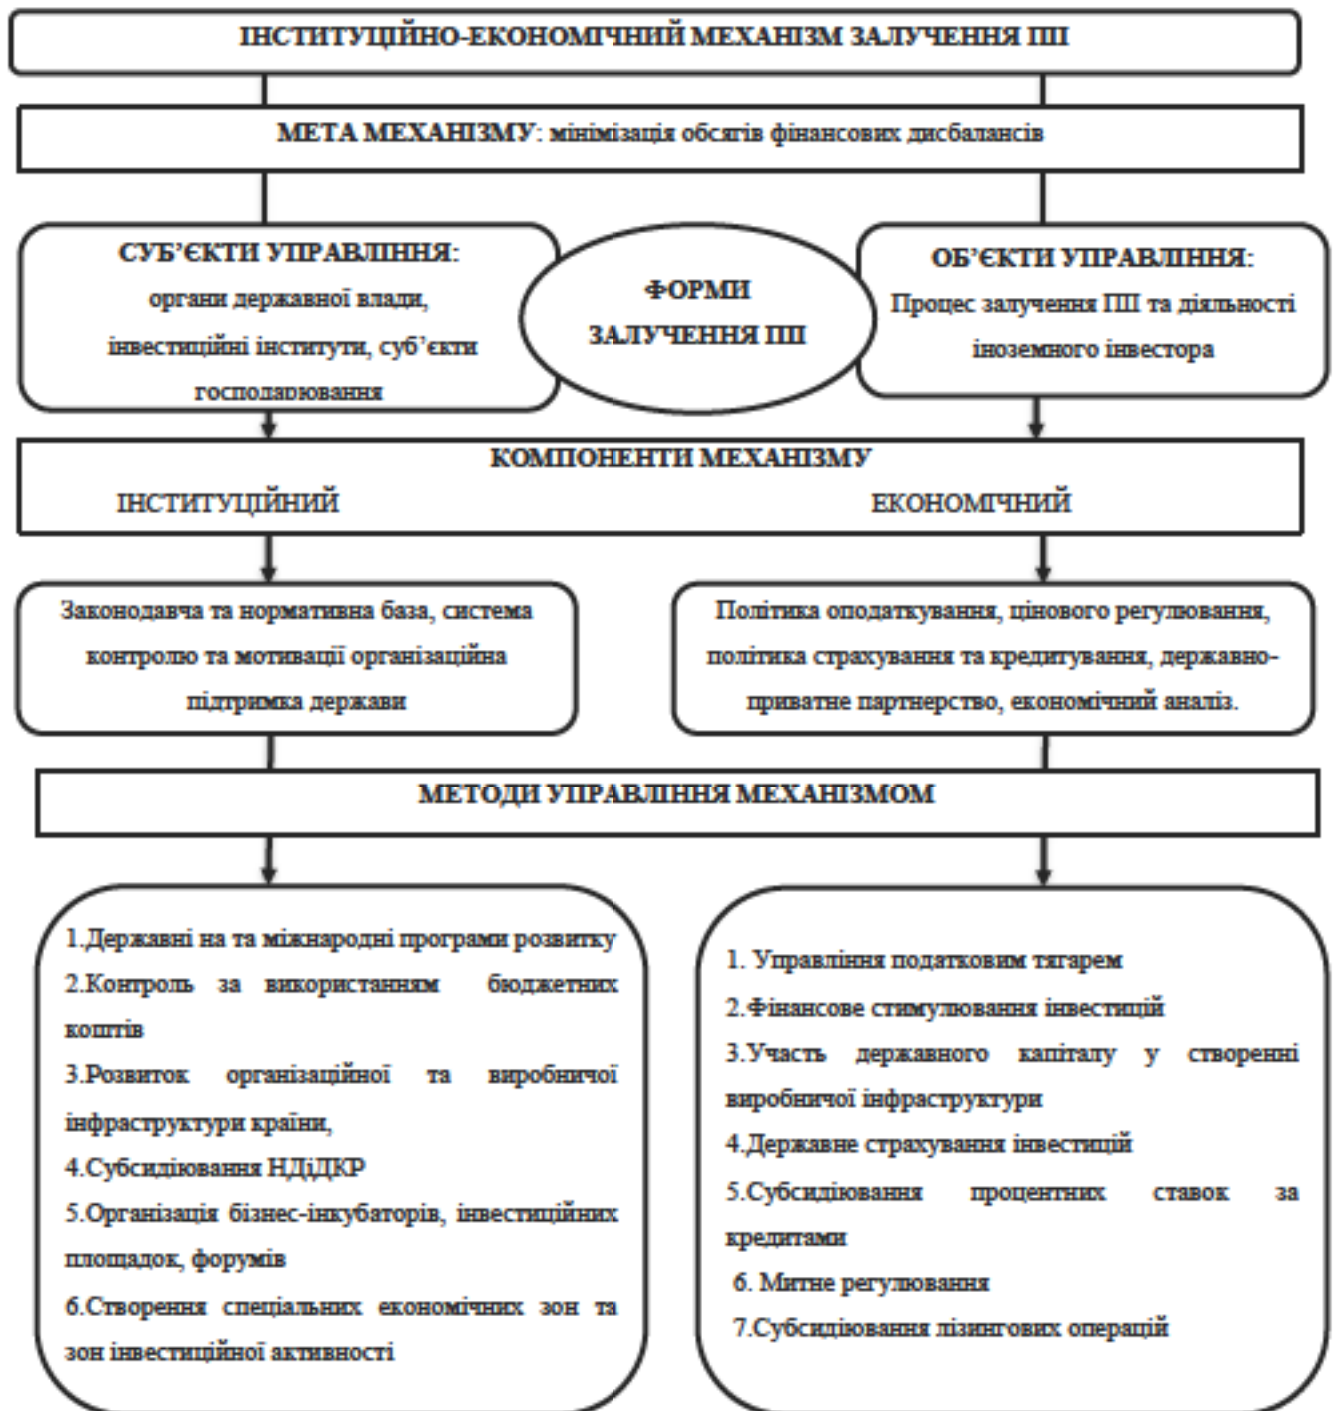 ІНСТИТУЦІЙНО-ЕКОНОМІЧНИЙ МЕХАНІЗМ ЗАЛУЧЕННЯ ПІІ
МЕТА МЕХАНІЗМУ: мінімізація обсягів фінансових дисбалансів
СУБ’ЄКТИ УПРАВЛІННЯ:
органи державної влади,
інвестиційні інститути, суб’єкти
господарювання
ФОРМИ
ЗАЛУЧЕННЯ ПІІ
ОБ’ЄКТИ УПРАВЛІННЯ:
Процес залучення ПІІ та діяльності
іноземного інвестора
КОМПОНЕНТИ МЕХАНІЗМУ
ІНСТИТУЦІЙНИЙ ЕКОНОМІЧНИЙ
Законодавча та нормативна база, система
контролю та мотивації організаційна
підтримка держави
Політика оподаткування, цінового регулювання,
політика страхування та кредитування, державно-
приватне партнерство, економічний аналіз.
МЕТОДИ УПРАВЛІННЯ МЕХАНІЗМОМ
1.Державні на та міжнародні програми розвитку
2.Контроль за використанням бюджетних
коштів
3.Розвиток організаційної та виробничої
інфраструктури країни,
4.Субсидіювання НДіДКР
5.Організація бізнес-інкубаторів, інвестиційних
площадок, форумів
6.Створення спеціальних економічних зон та
зон інвестиційної активності
1. Управління податковим тягарем
2.Фінансове стимулювання інвестицій
3.Участь державного капіталу у створенні
виробничої інфраструктури
4.Державне страхування інвестицій
5.Субсидіювання процентних ставок за
кредитами
6. Митне регулювання
7.Субсидіювання лізингових операцій